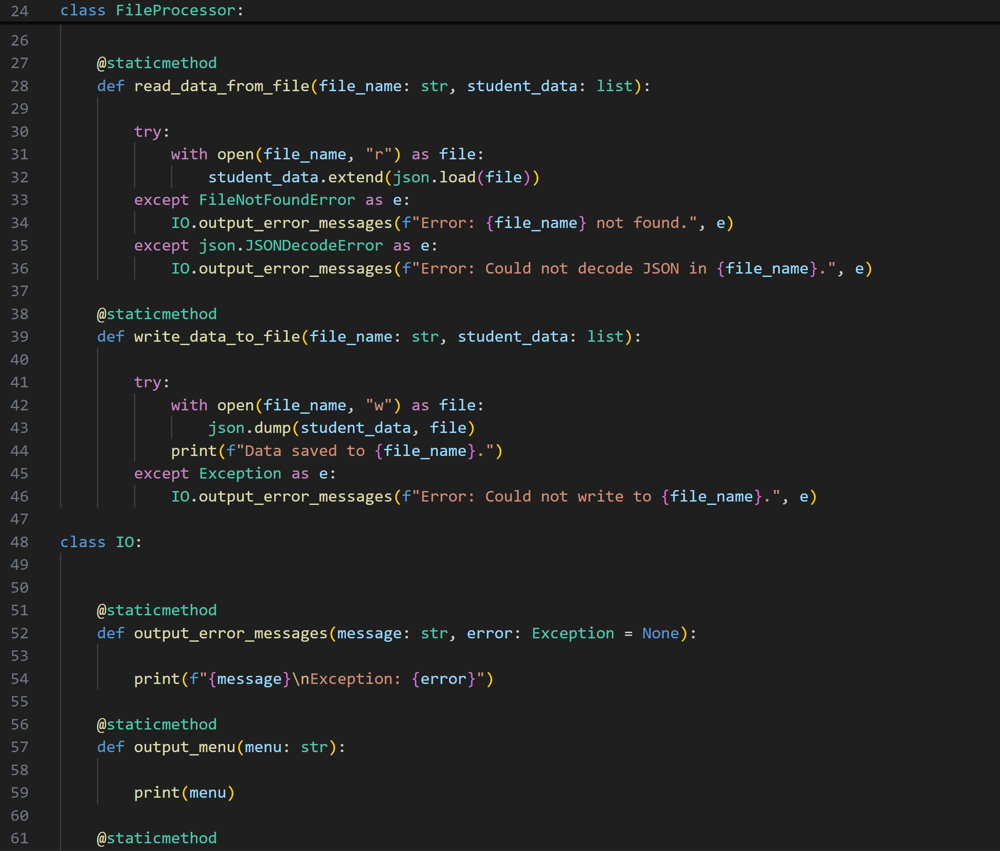 24 class FileProcessor:
26
27 @staticmethod
28 def read_data_from_file(file_name: str, student_data: list):
29
30 try:
31 with open(file_name, "r") as file:
32 student_data.extend(json.load(file))
33 except FileNotFoundError as e:
34 IO.output_error_messages(f"Error: {file_name} not found.", e)
35 except json.JSONDecodeError as e:
36 IO.output_error_messages(f"Error: Could not decode JSON in {file_name}.", e)
37
38 @staticmethod
39 def write_data_to_file(file_name: str, student_data: list):
40
41 try:
42 with open(file_name, "w") as file:
43 json.dump(student_data, file)
44 print(f"Data saved to {file_name}.")
45 except Exception as e:
46 IO.output_error_messages(f"Error: Could not write to {file_name}.", e)
47
48 class IO:
49
50
51 @staticmethod
52 def output_error_messages(message: str, error: Exception = None):
53
54 print(f"{message}\nException: {error}")
55
56 @staticmethod
57 def output_menu(menu: str):
58
59 print(menu)
60
61 @staticmethod